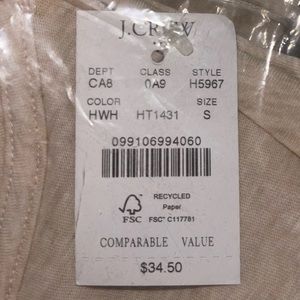 J.CREW
DEPT CLASS STYLE
CA8 0A9 H5967
COLOR SIZE
HWH HT1431 S
099106994060
RECYCLED
Paper
FSC FSC® C117781
COMPARABLE VALUE
$34.50